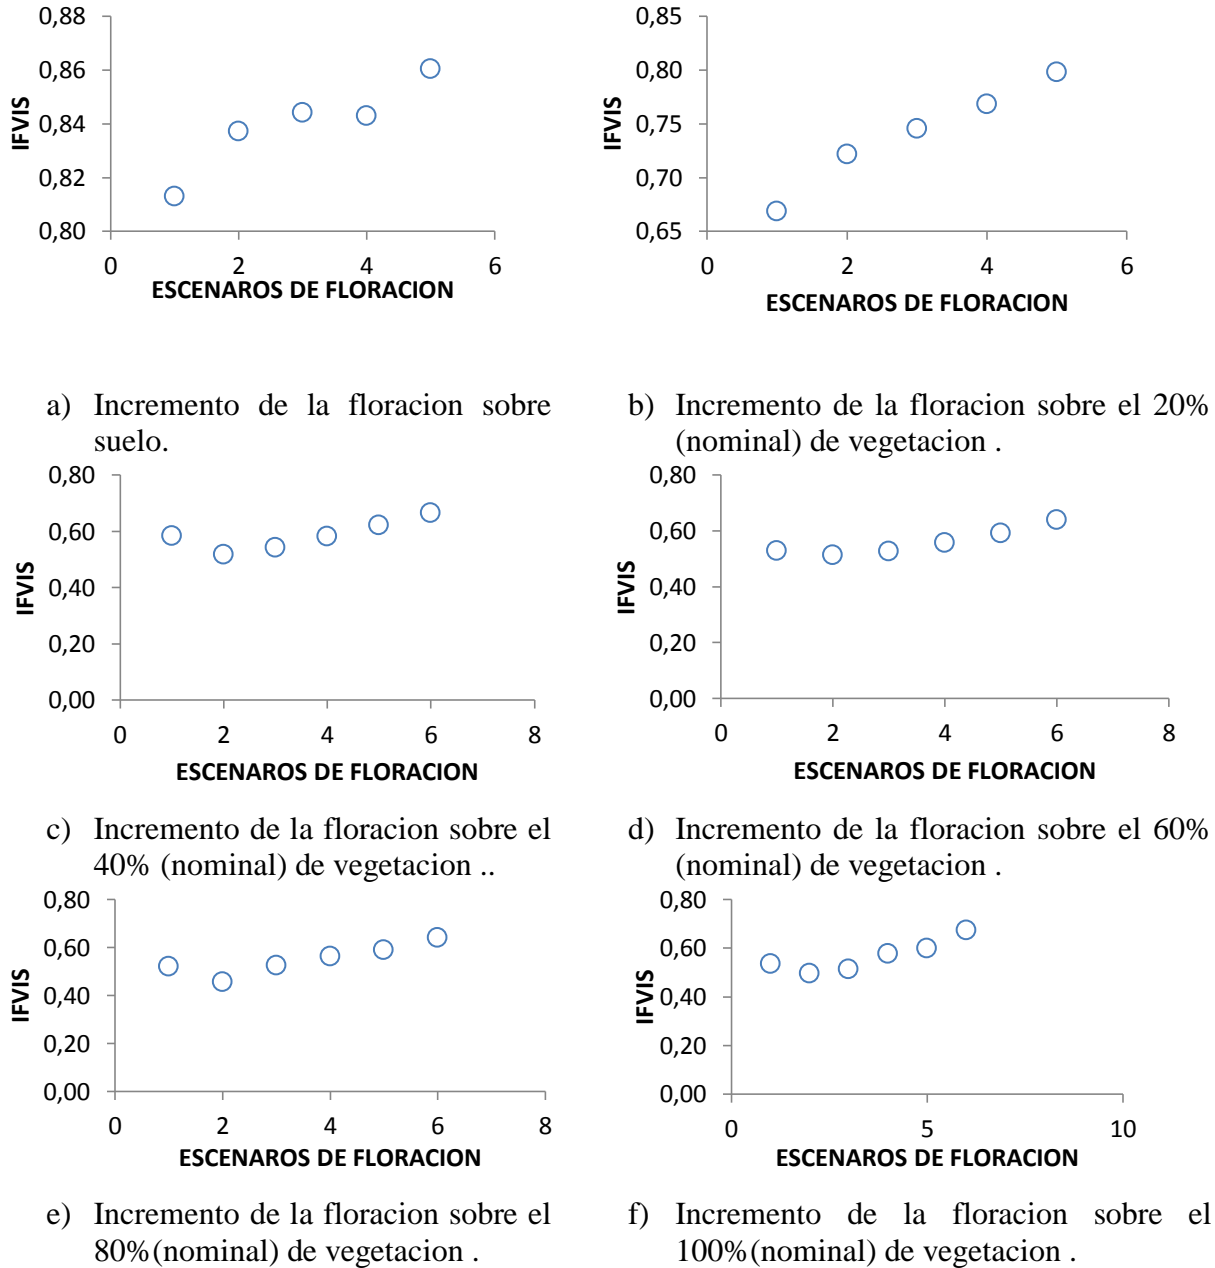 0,88
0,86
0,84
0,82
0,80
IFVIS
0 2 4 6
ESCENAROS DE FLORACION
0,85
0,80
0,75
0,70
0,65
IFVIS
0 2 4 6
ESCENAROS DE FLORACION
a) Incremento de la floracion sobre
suelo.
b) Incremento de la floracion sobre el 20%
(nominal) de vegetacion .
0,80
0,60
0,40
0,20
0,00
IFVIS
0 2 4 6 8
ESCENAROS DE FLORACION
0,80
0,60
0,40
0,20
0,00
IFVIS
0 2 4 6 8
ESCENAROS DE FLORACION
c) Incremento de la floracion sobre el
40% (nominal) de vegetacion ..
d) Incremento de la floracion sobre el 60%
(nominal) de vegetacion .
0,80
0,60
0,40
0,20
0,00
IFVIS
0 2 4 6 8
ESCENAROS DE FLORACION
0,80
0,60
0,40
0,20
0,00
IFVIS
0 5 10
ESCENAROS DE FLORACION
e) Incremento de la floracion sobre el
80%(nominal) de vegetacion .
f) Incremento de la floracion sobre el
100%(nominal) de vegetacion .